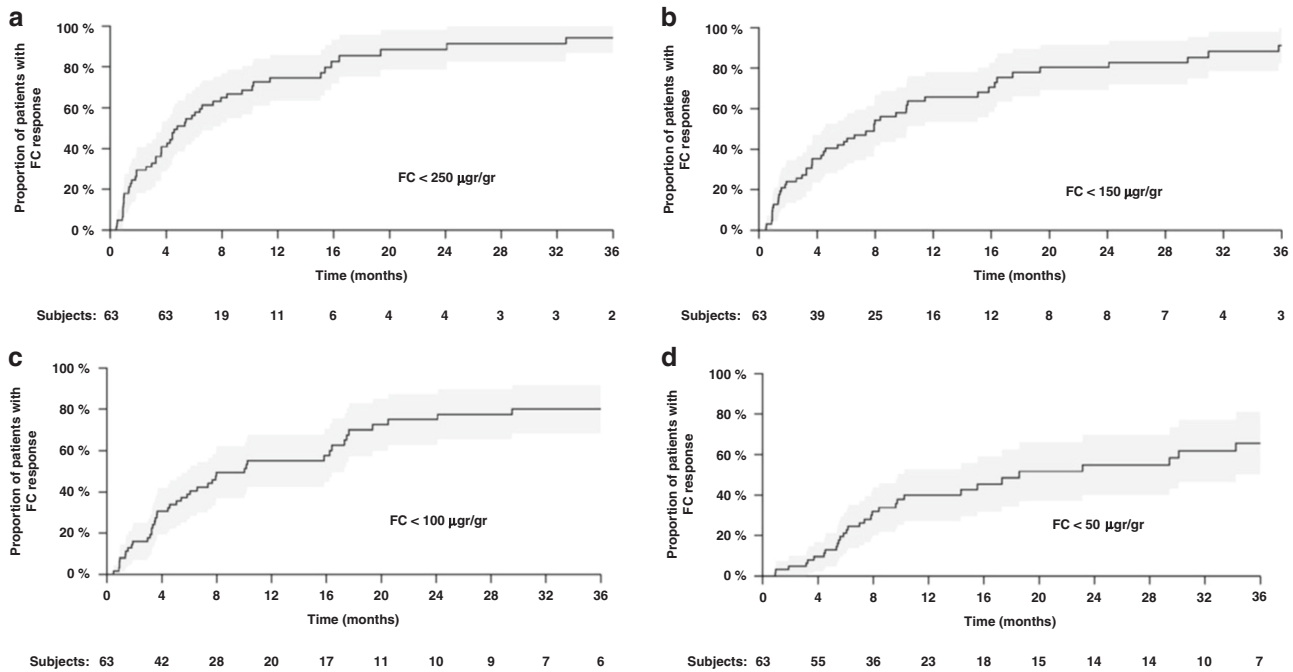 a
Proportion of patients with
FC response
100 %
80 %
60 %
40 %
20 %
0 %
FC < 250 µgr/gr
0 4 8 12 16 20 24 28 32 36
Time (months)
Subjects: 63 63 19 11 6 4 4 3 3 2
b
Proportion of patients with
FC response
100 %
80 %
60 %
40 %
20 %
0 %
FC < 150 µgr/gr
0 4 8 12 16 20 24 28 32 36
Time (months)
Subjects: 63 39 25 16 12 8 8 7 4 3
c
Proportion of patients with
FC response
100 %
80 %
60 %
40 %
20 %
0 %
FC < 100 µgr/gr
0 4 8 12 16 20 24 28 32 36
Time (months)
Subjects: 63 42 28 20 17 11 10 9 7 6
d
Proportion of patients with
FC response
100 %
80 %
60 %
40 %
20 %
0 %
FC < 50 µgr/gr
0 4 8 12 16 20 24 28 32 36
Time (months)
Subjects: 63 55 36 23 18 15 14 14 10 7